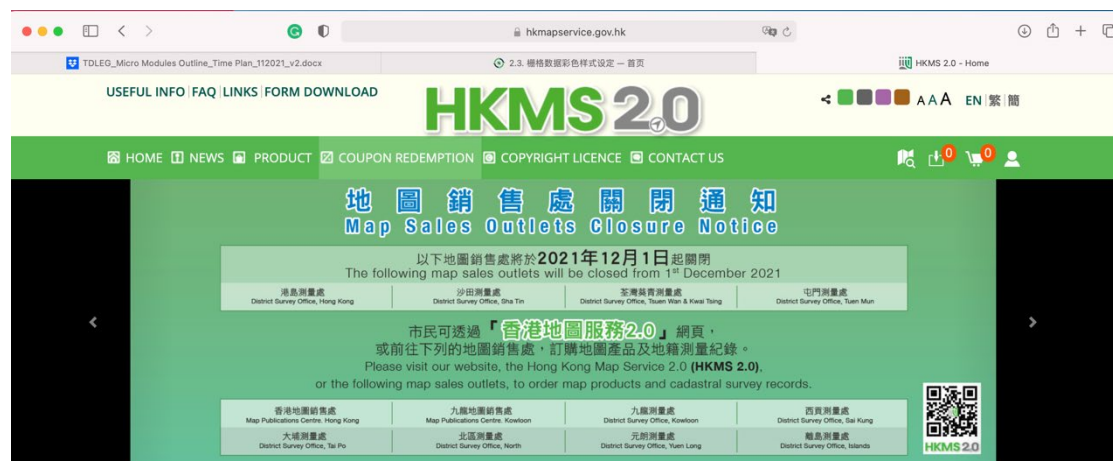 hkmapservice.gov.hk
TDLEG_Micro Modules Outline_Time Plan_112021_v2.docx
2.3. 栅格数据彩色样式设定 — 首页
HKMS 2.0 - Home
USEFUL INFO FAQ LINKS FORM DOWNLOAD
HKMS 2.0
A A A EN 繁 簡
HOME NEWS PRODUCT COUPON REDEMPTION COPYRIGHT LICENCE CONTACT US
0 0
地圖銷售處關閉通知
Map Sales Outlets Closure Notice
以下地圖銷售處將於2021年12月1日起關閉
The following map sales outlets will be closed from 1st December 2021
港島測量處 沙田測量處 荃灣葵青測量處 屯門測量處
District Survey Office, Hong Kong District Survey Office, Sha Tin District Survey Office, Tsuen Wan & Kwai Tsing District Survey Office, Tuen Mun
市民可透過「香港地圖服務2.0」網頁，
或前往下列的地圖銷售處，訂購地圖產品及地籍測量紀錄。
Please visit our website, the Hong Kong Map Service 2.0 (HKMS 2.0),
or the following map sales outlets, to order map products and cadastral survey records.
香港地圖銷售處 九龍地圖銷售處 九龍測量處 西貢測量處
Map Publications Centre, Hong Kong Map Publications Centre, Kowloon District Survey Office, Kowloon District Survey Office, Sai Kung
大埔測量處 北區測量處 元朗測量處 離島測量處
District Survey Office, Tai Po District Survey Office, North District Survey Office, Yuen Long District Survey Office, Islands
HKMS 2.0